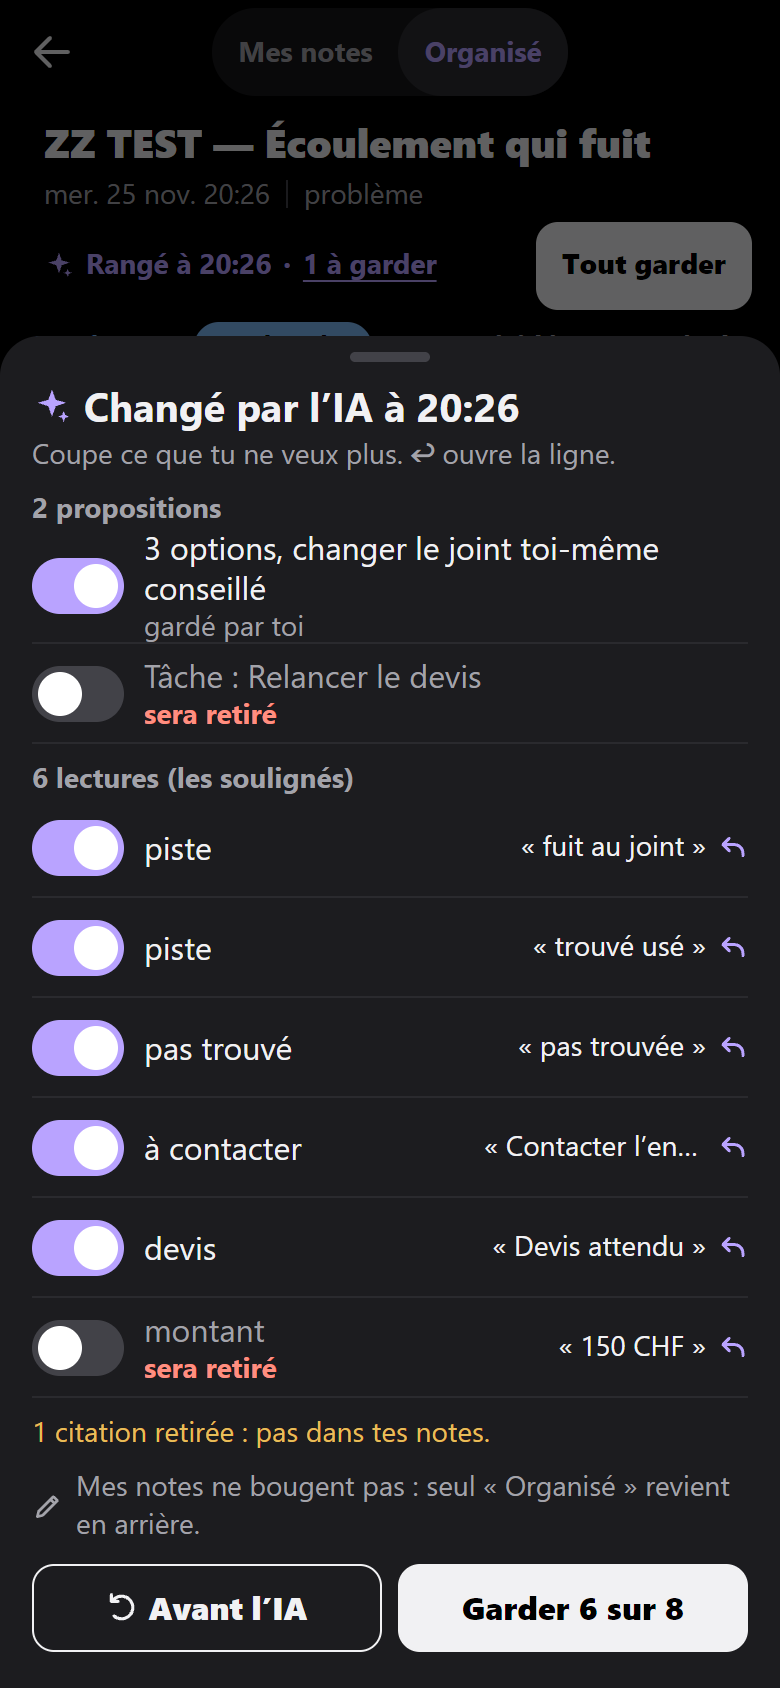 Mes notes
Organisé
ZZ TEST — Écoulement qui fuit
mer. 25 nov. 20:26 | problème
Rangé à 20:26 · 1 à garder
Tout garder
Changé par l’IA à 20:26
Coupe ce que tu ne veux plus. ↩ ouvre la ligne.
2 propositions
3 options, changer le joint toi-même
conseillé
gardé par toi
Tâche : Relancer le devis
sera retiré
6 lectures (les soulignés)
piste
« fuit au joint »
piste
« trouvé usé »
pas trouvé
« pas trouvée »
à contacter
« Contacter l’en…
devis
« Devis attendu »
montant
sera retiré
« 150 CHF »
1 citation retirée : pas dans tes notes.
Mes notes ne bougent pas : seul « Organisé » revient
en arrière.
Avant l’IA
Garder 6 sur 8